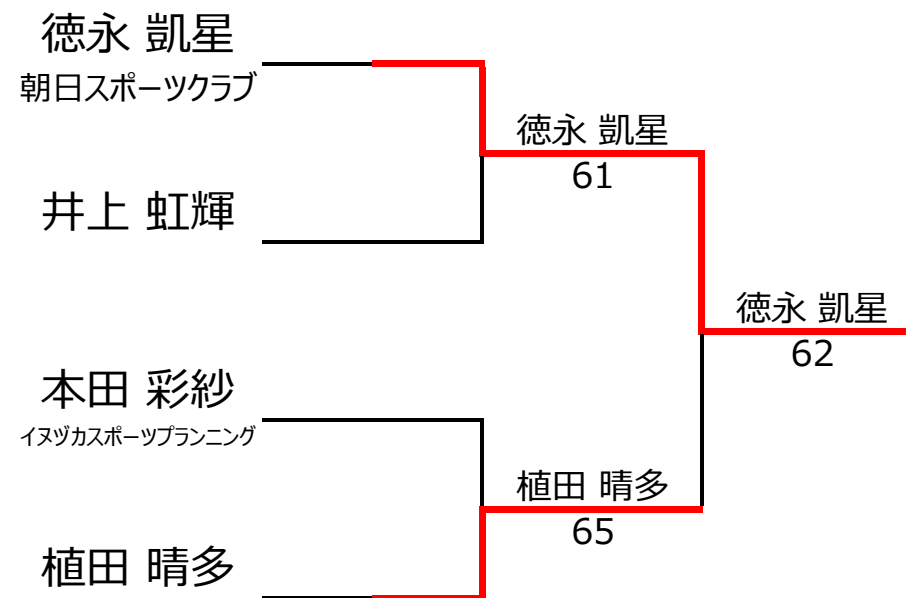 徳永 凱星
朝日スポーツクラブ
徳永 凱星
61
井上 虹輝
徳永 凱星
62
本田 彩紗
イヌヅカスポーツプランニング
植田 晴多
65
植田 晴多